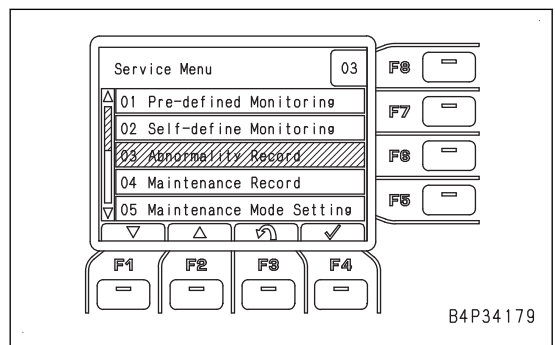 Service Menu 03
01 Pre-defined Monitoring
02 Self-define Monitoring
03 Abnormality Record
04 Maintenance Record
05 Maintenance Mode Setting
F8
F7
F6
F5
F1 F2 F3 F4
B4P34179